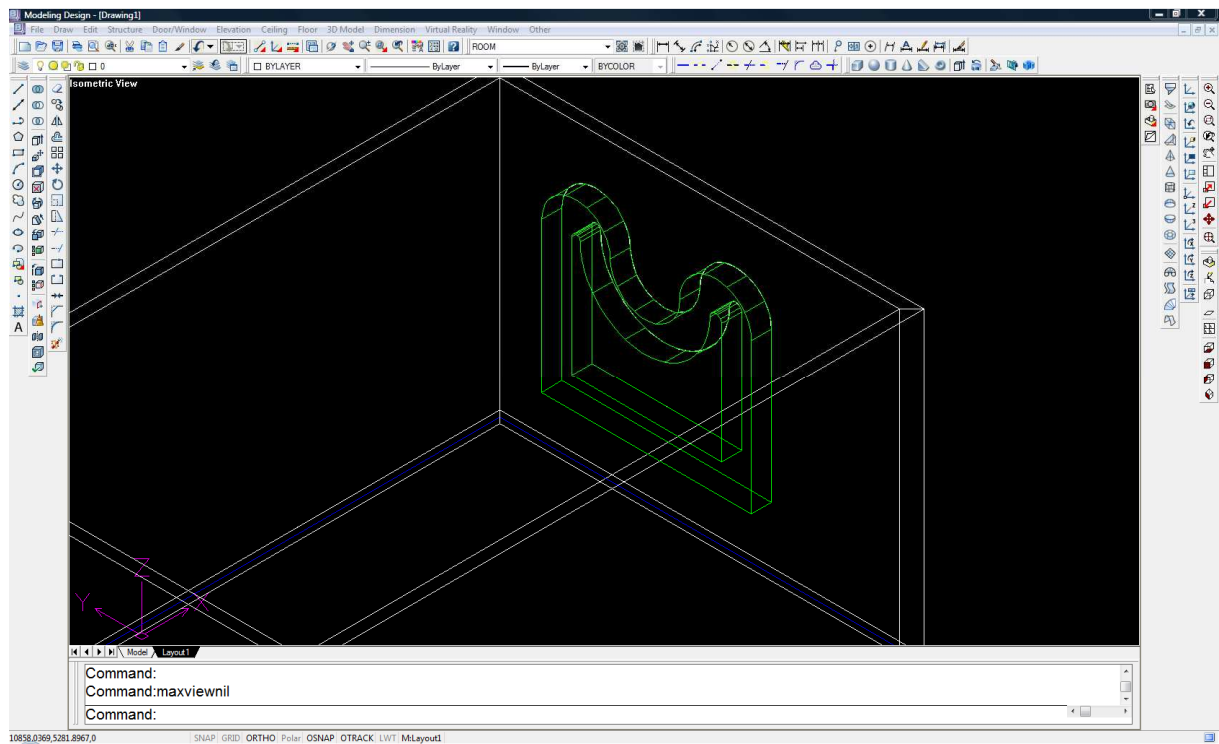 Modeling Design - [Drawing1]
File Draw Edit Structure Door/Window Elevation Ceiling Floor 3D Model Dimension Virtual Reality Window Other
ROOM
0 BYLAYER ByLayer ByLayer BYCOLOR
Isometric View
A
Z
Y X
Model Layout1
Command:
Command:maxviewnil
Command:
10858.0369,5281.8967,0 SNAP GRID ORTHO Polar OSNAP OTRACK LWT M:Layout1